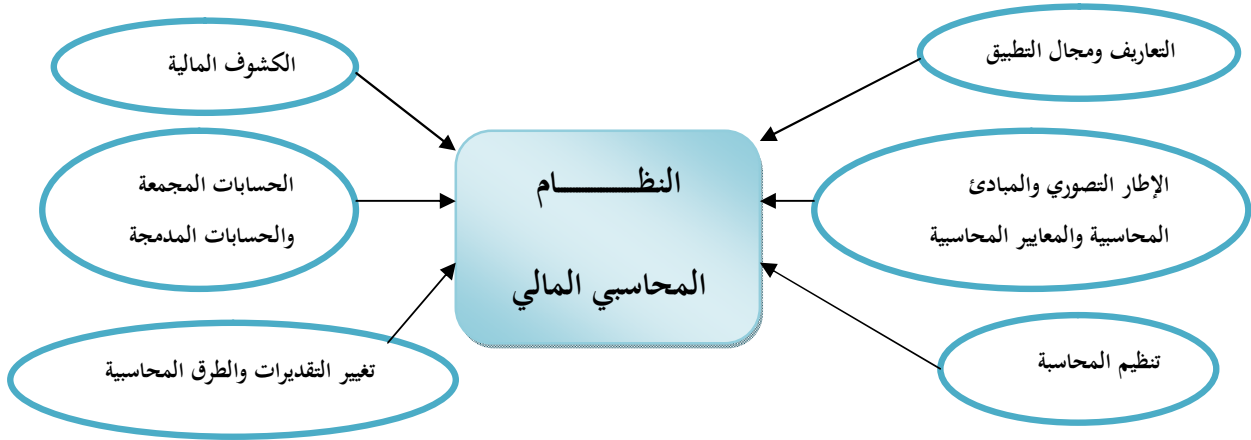 التعاريف ومجال التطبيق
الكشوف المالية
الإطار التصوري والمبادئ
المحاسبية والمعايير المحاسبية
النظـــــــــام
المحاسبي المالي
الحسابات المجمعة
والحسابات المدمجة
تنظيم المحاسبة
تغيير التقديرات والطرق المحاسبية